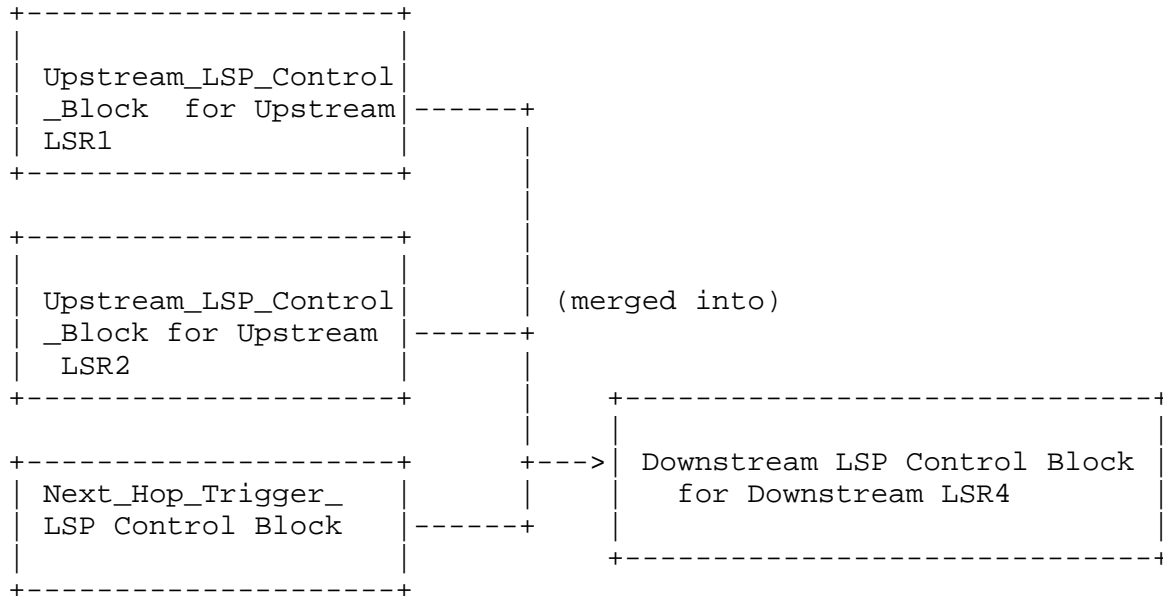 Upstream_LSP_Control
_Block for Upstream
LSR1
Upstream_LSP_Control
_Block for Upstream
LSR2
(merged into)
Next_Hop_Trigger_
LSP Control Block
Downstream LSP Control Block
for Downstream LSR4